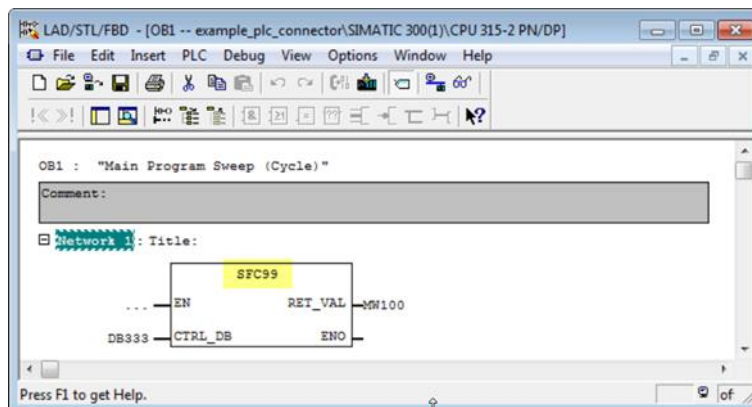 LAD/STL/FBD - [OB1 -- example_plc_connector\SIMATIC 300(1)\CPU 315-2 PN/DP]
File Edit Insert PLC Debug View Options Window Help
OB1 : "Main Program Sweep (Cycle)"
Comment:
Network 1: Title:
SFC99
... EN RET_VAL MW100
DB333 CTRL_DB ENO
Press F1 to get Help. of